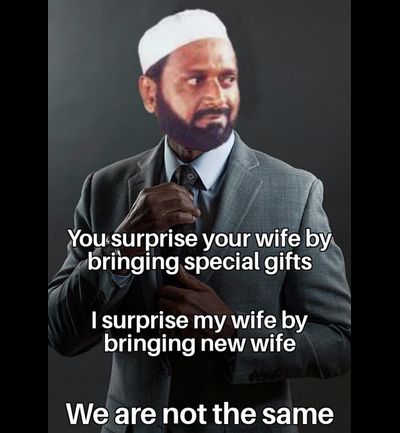 You surprise your wife by
bringing special gifts
I surprise my wife by
bringing new wife
We are not the same